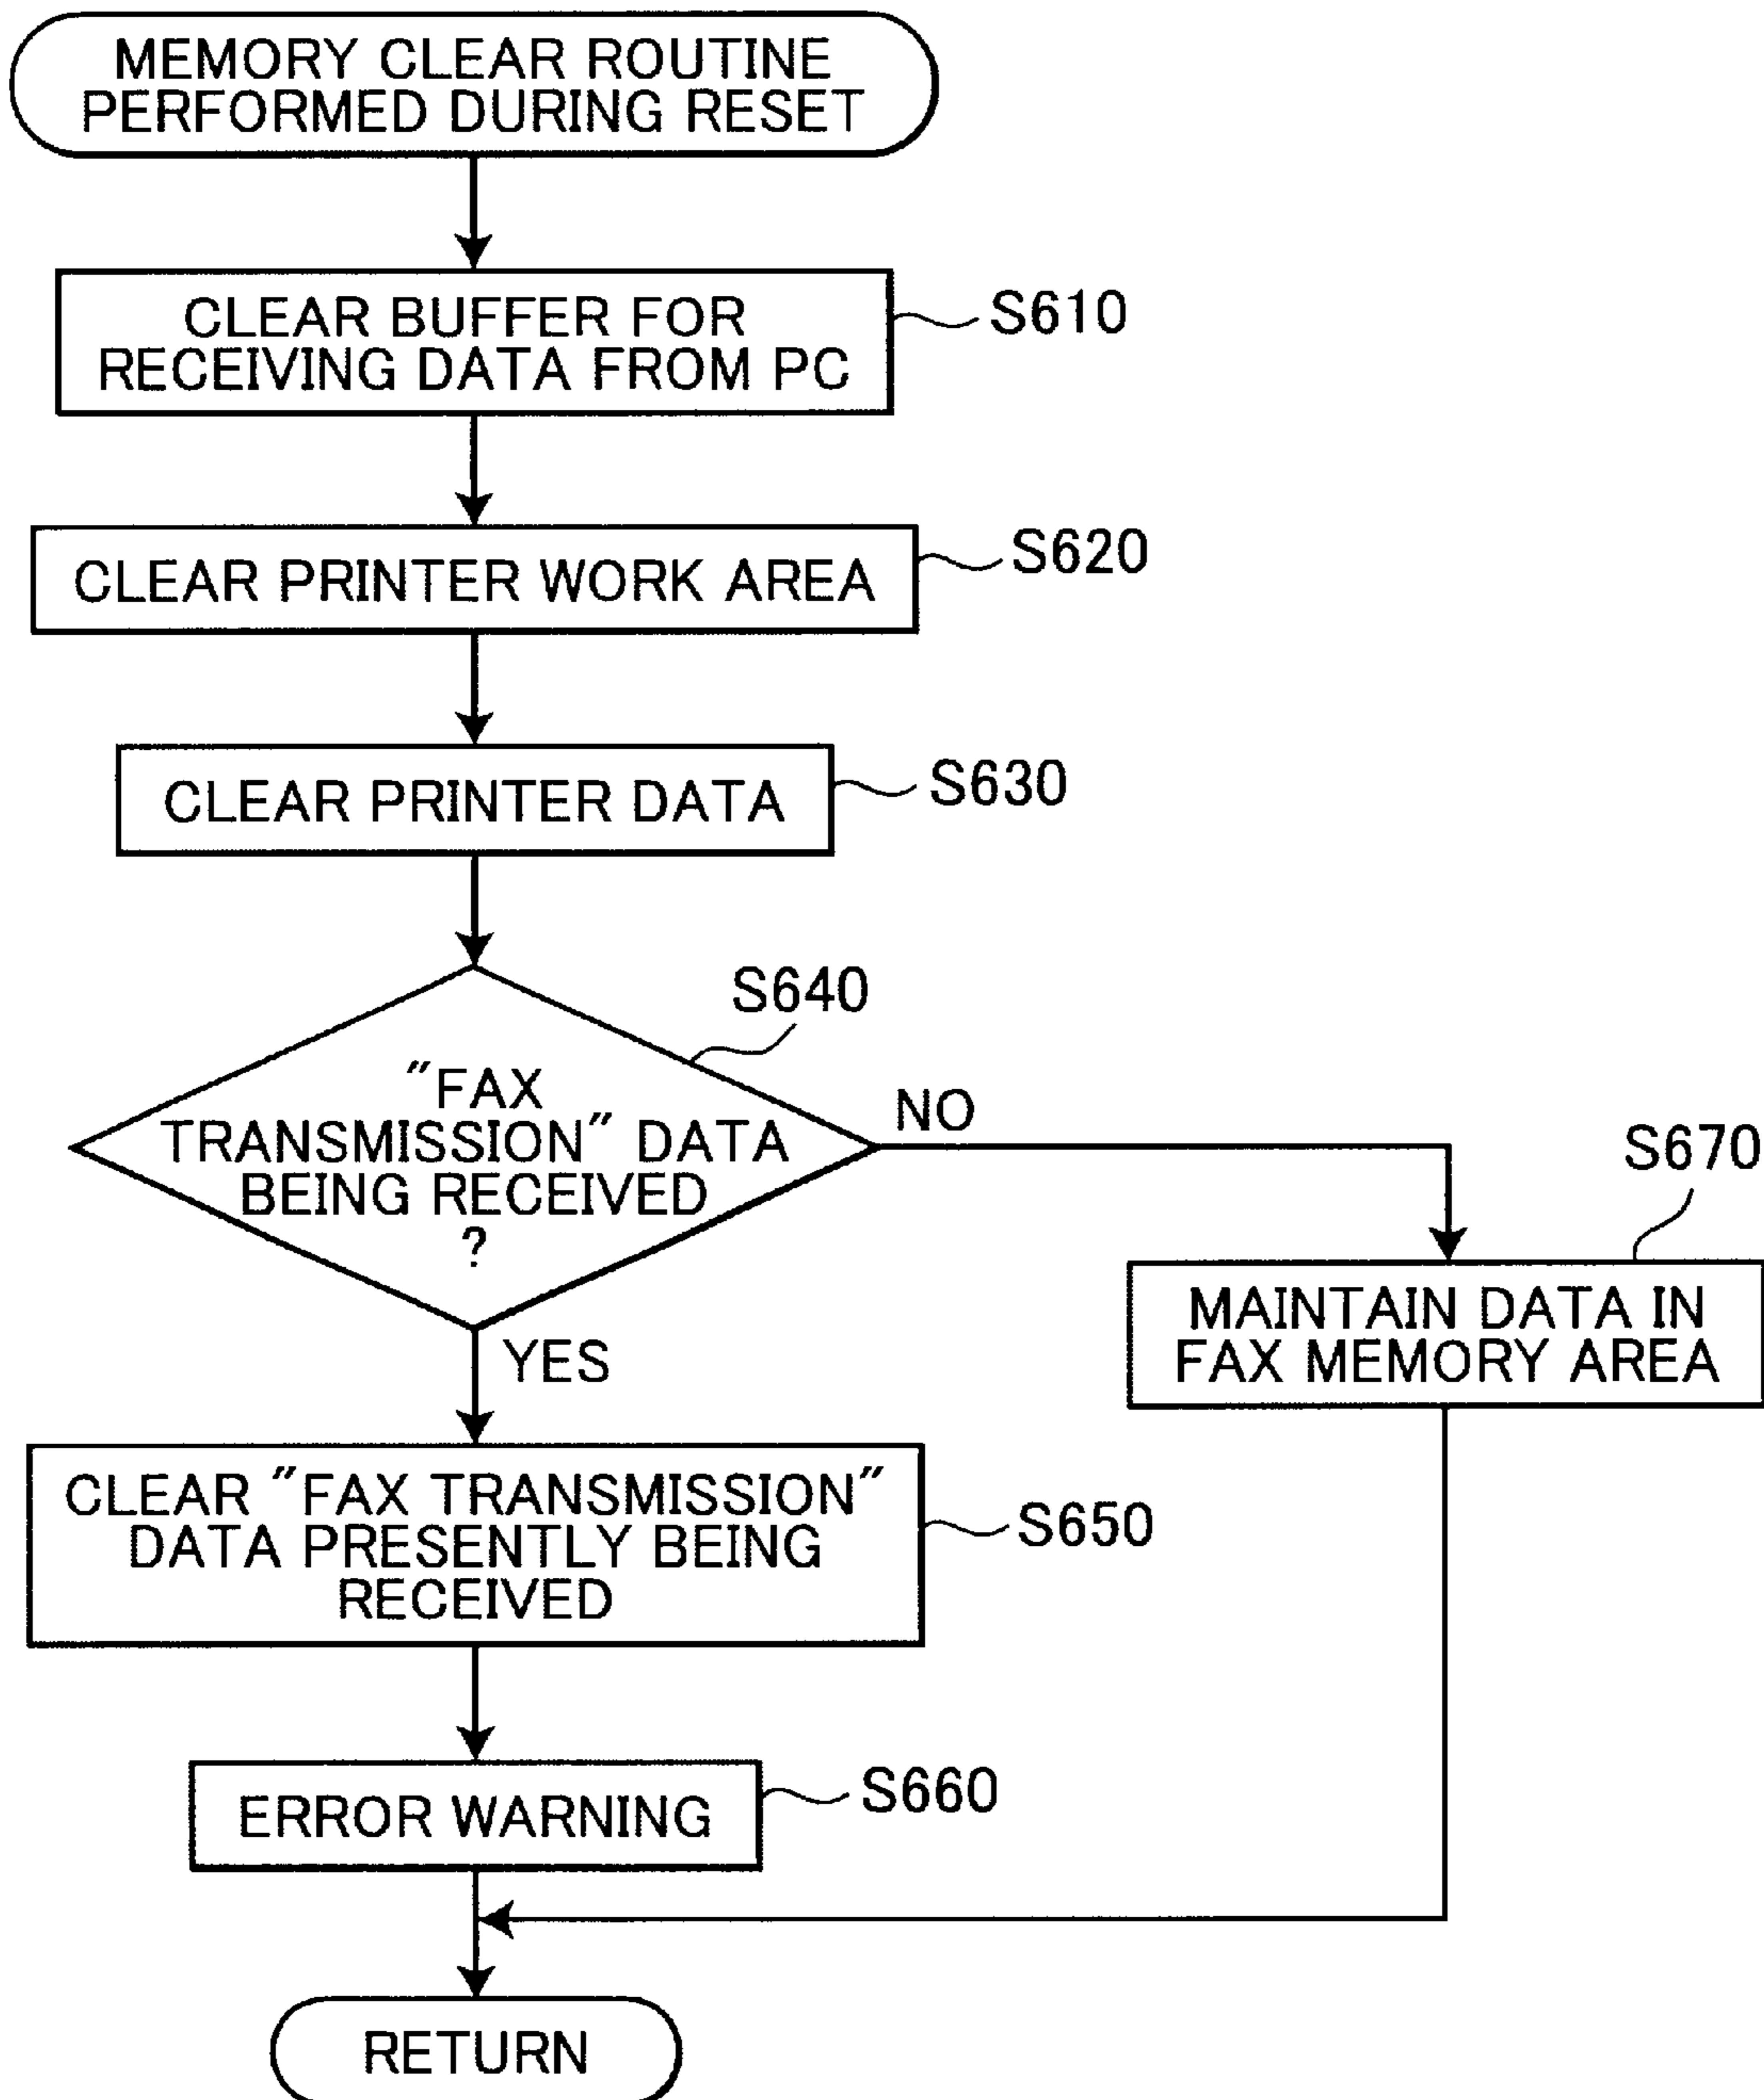 MEMORY CLEAR ROUTINE
PERFORMED DURING RESET
CLEAR BUFFER FOR
RECEIVING DATA FROM PC
S610
CLEAR PRINTER WORK AREA
S620
CLEAR PRINTER DATA
S630
S640
"FAX
TRANSMISSION" DATA
BEING RECEIVED
?
NO
S670
MAINTAIN DATA IN
FAX MEMORY AREA
YES
CLEAR "FAX TRANSMISSION"
DATA PRESENTLY BEING
RECEIVED
S650
ERROR WARNING
S660
RETURN